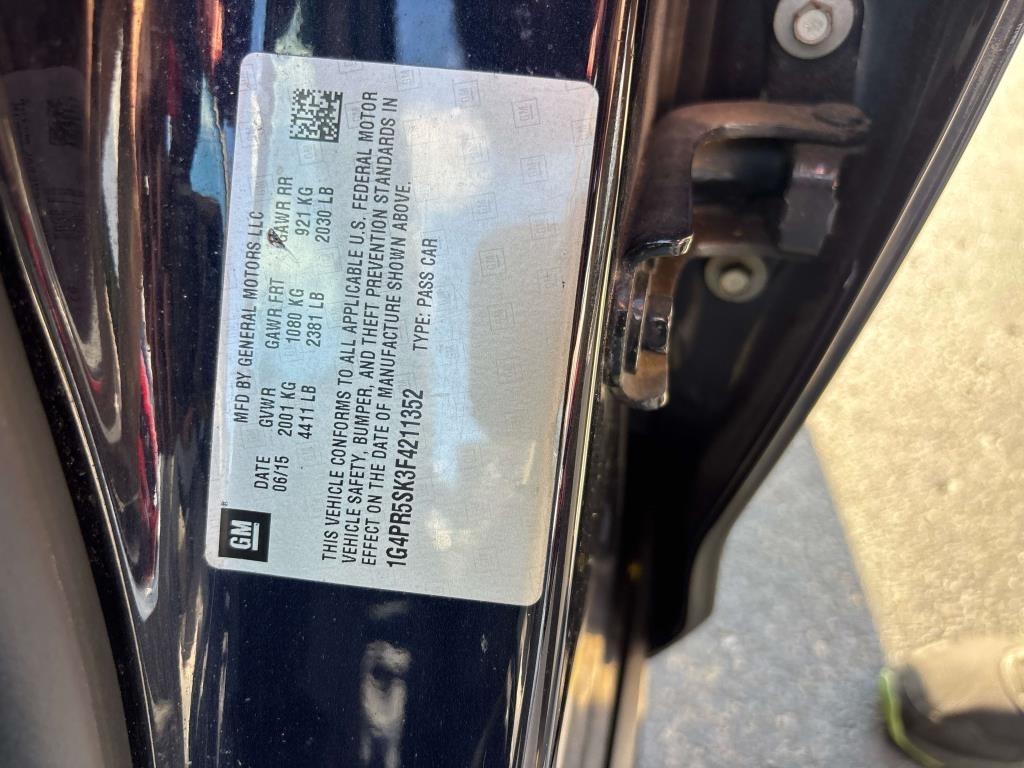 MFD BY GENERAL MOTORS LLC
DATE GVWR GAWR FRT GAWR RR
06/15 2001 KG 1080 KG 921 KG
4411 LB 2381 LB 2030 LB
THIS VEHICLE CONFORMS TO ALL APPLICABLE U.S. FEDERAL MOTOR
VEHICLE SAFETY, BUMPER, AND THEFT PREVENTION STANDARDS IN
EFFECT ON THE DATE OF MANUFACTURE SHOWN ABOVE.
1G4PR5SK3F4211352 TYPE: PASS CAR
GM®